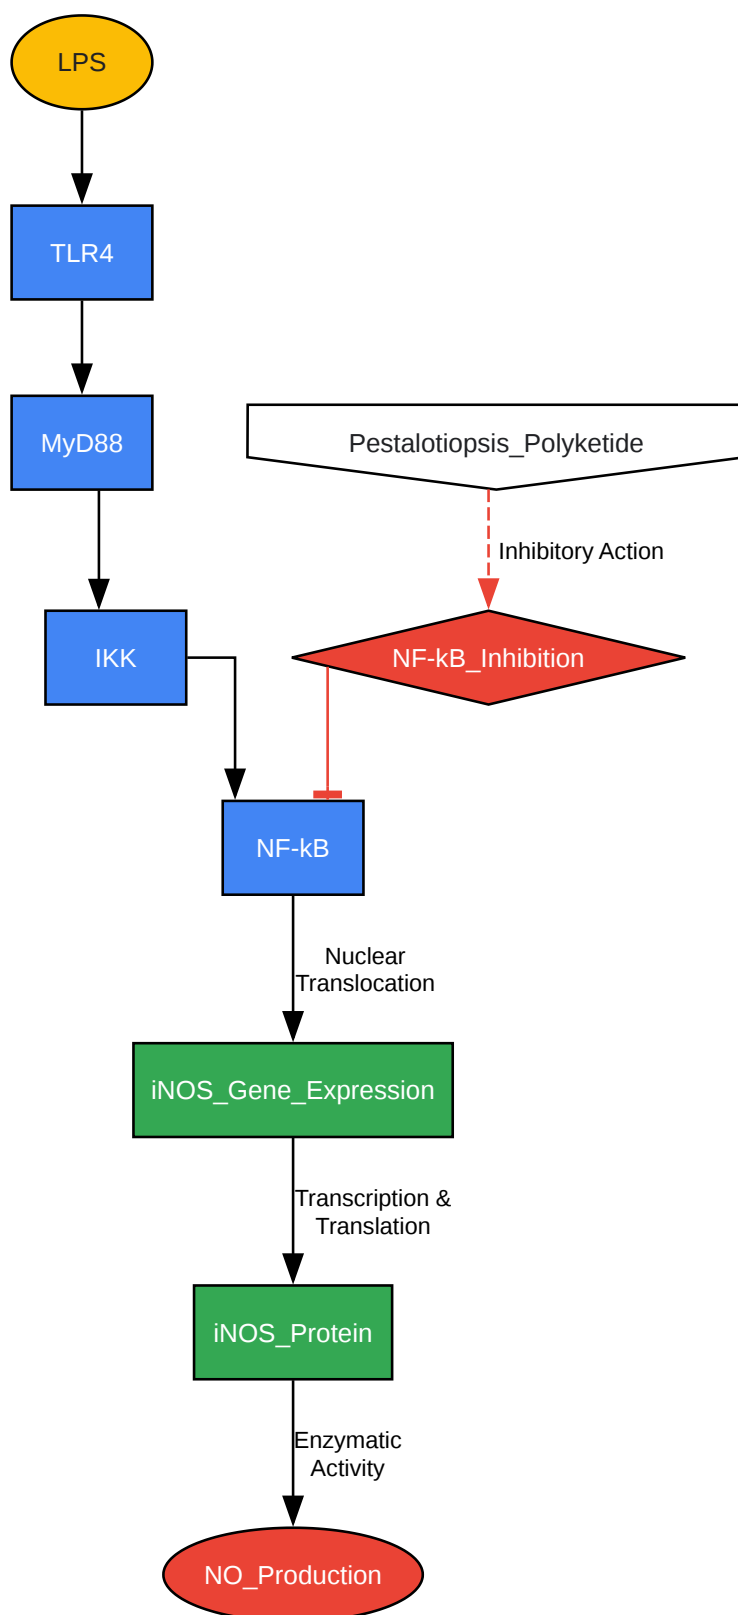 LPS
TLR4
MyD88
Pestalotiopsis_Polyketide
Inhibitory Action
IKK
NF-kB_Inhibition
NF-kB
Nuclear
Translocation
iNOS_Gene_Expression
Transcription &
Translation
iNOS_Protein
Enzymatic
Activity
NO_Production